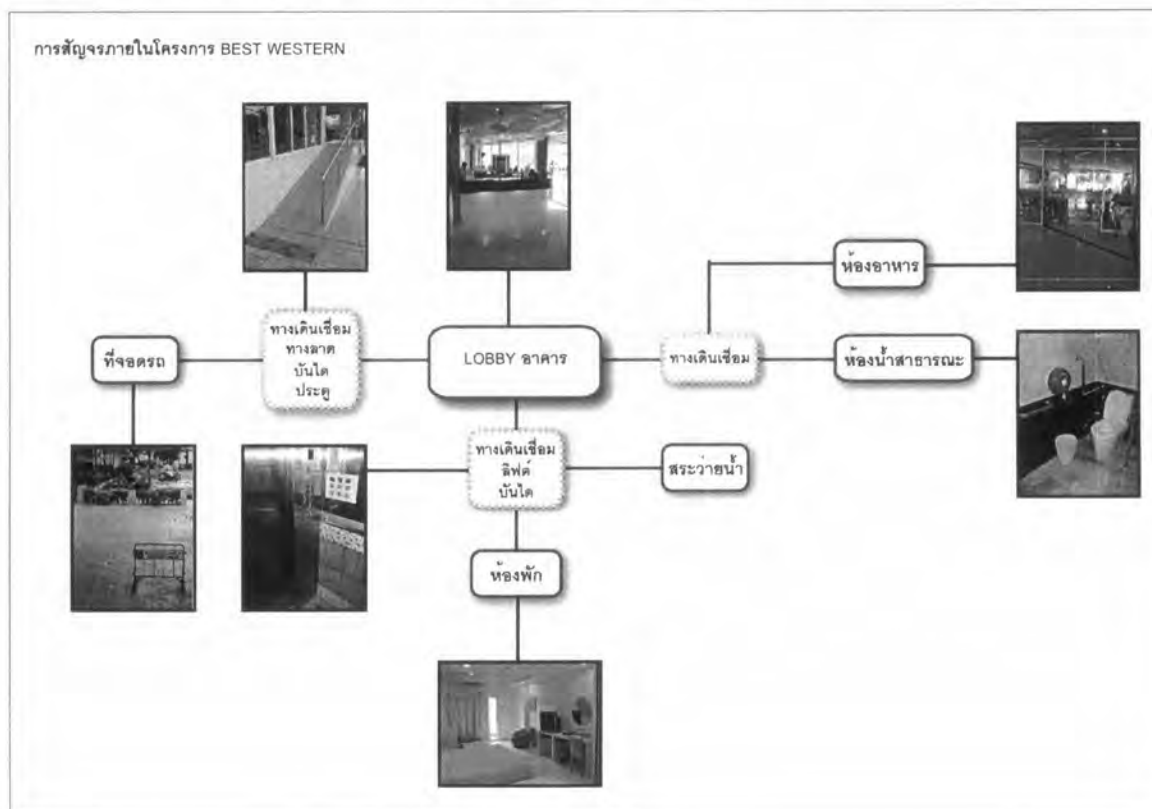 การสัญจรภายในโครงการ BEST WESTERN
ห้องอาหาร
ทางเดินเชื่อม
ทางลาด
บันได
ประตู
ที่จอดรถ
LOBBY อาคาร
ทางเดินเชื่อม
ห้องน้ำสาธารณะ
ทางเดินเชื่อม
ลิฟต์
บันได
สระว่ายน้ำ
ห้องพัก